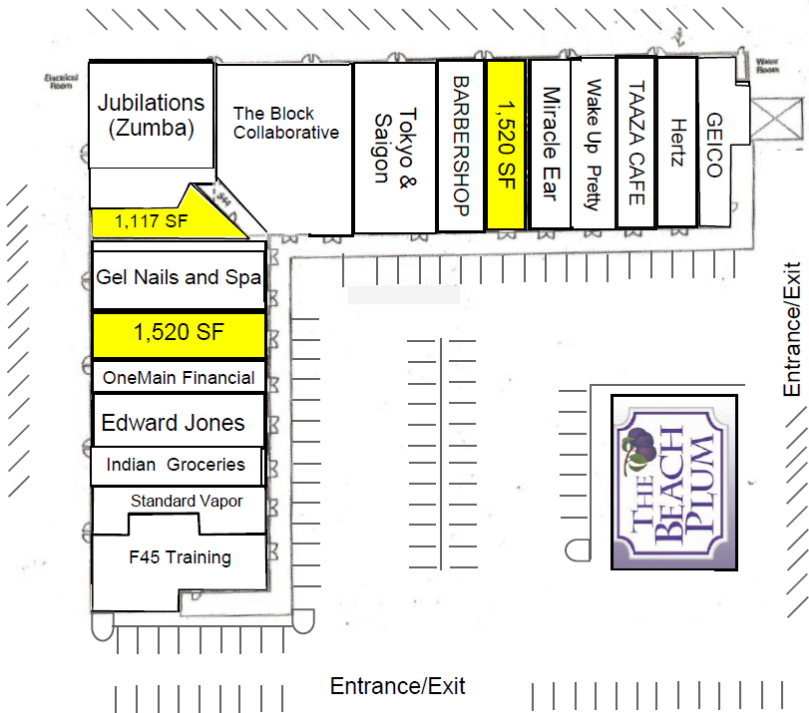 Electrical
Room
Water
Room
Jubilations
(Zumba)
The Block
Collaborative
Tokyo &
Saigon
BARBERSHOP
1,520 SF
Miracle Ear
Wake Up Pretty
TAAZA CAFE
Hertz
GEICO
544
1,117 SF
Gel Nails and Spa
1,520 SF
OneMain Financial
Edward Jones
Indian Groceries
Standard Vapor
F45 Training
THE
BEACH
PLUM
Entrance/Exit
Entrance/Exit